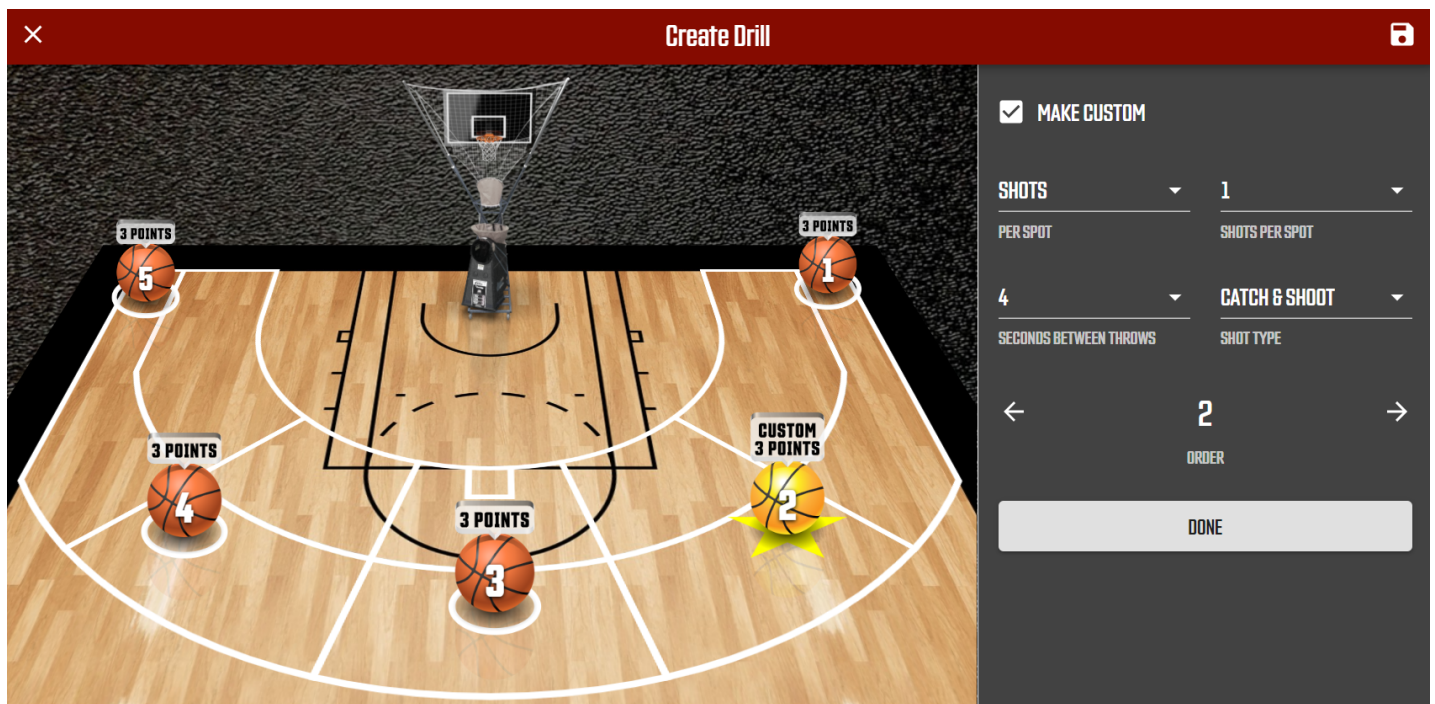 Create Drill
MAKE CUSTOM
SHOTS
1
PER SPOT
SHOTS PER SPOT
4
CATCH & SHOOT
SECONDS BETWEEN THROWS
SHOT TYPE
2
ORDER
DONE
3 POINTS
5
3 POINTS
1
3 POINTS
4
CUSTOM
3 POINTS
2
3 POINTS
3